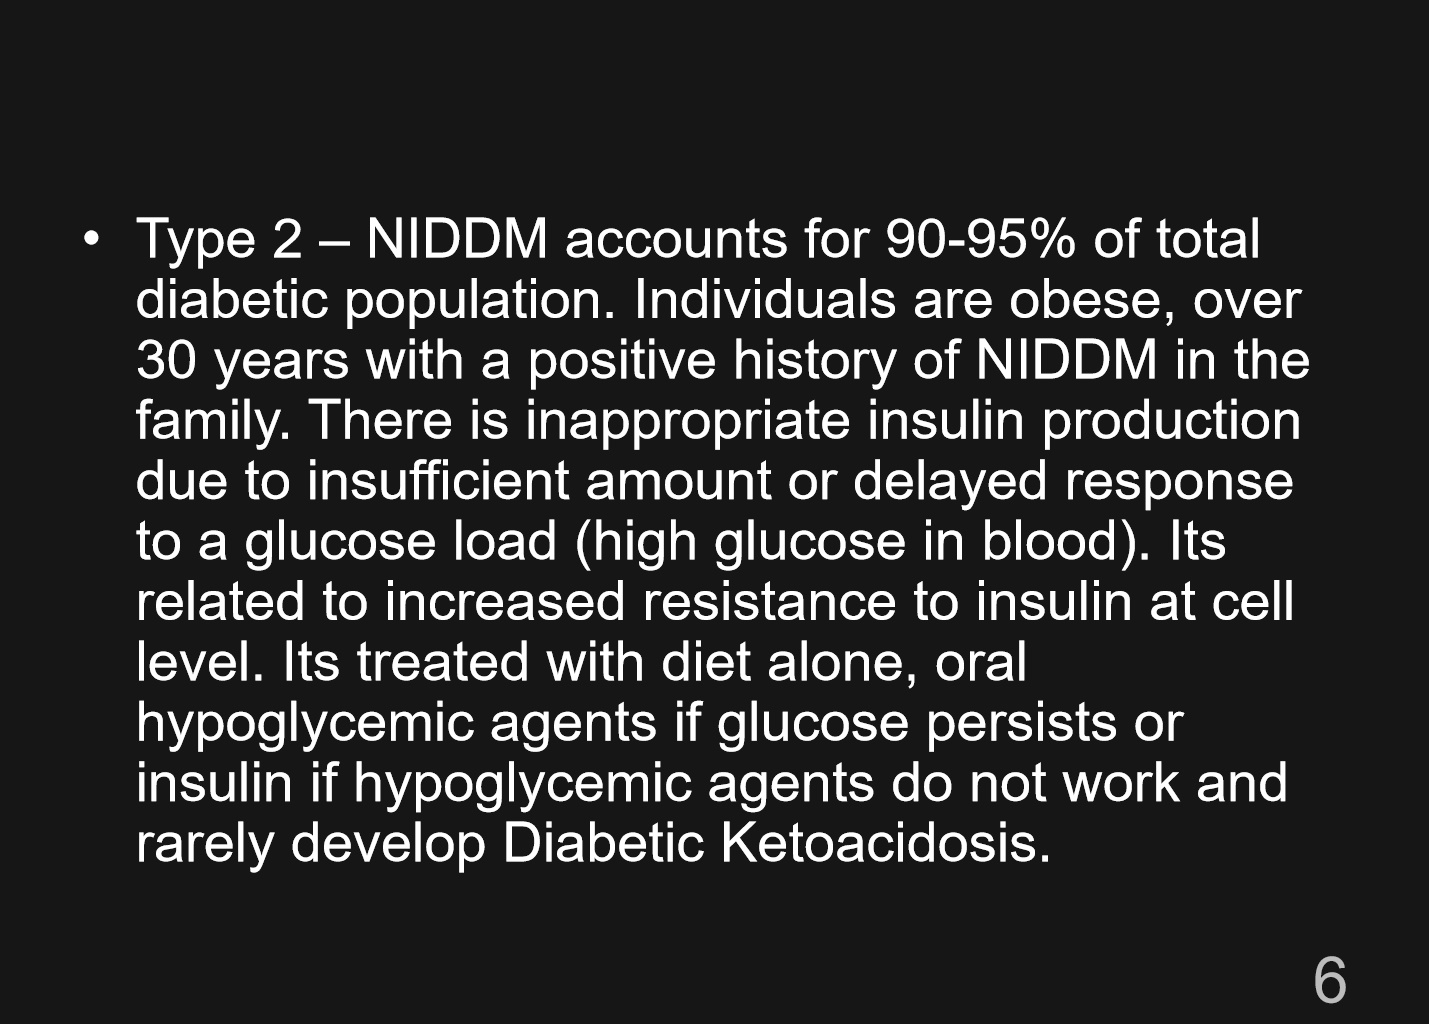 • Type 2 – NIDDM accounts for 90-95% of total
diabetic population. Individuals are obese, over
30 years with a positive history of NIDDM in the
family. There is inappropriate insulin production
due to insufficient amount or delayed response
to a glucose load (high glucose in blood). Its
related to increased resistance to insulin at cell
level. Its treated with diet alone, oral
hypoglycemic agents if glucose persists or
insulin if hypoglycemic agents do not work and
rarely develop Diabetic Ketoacidosis.
6